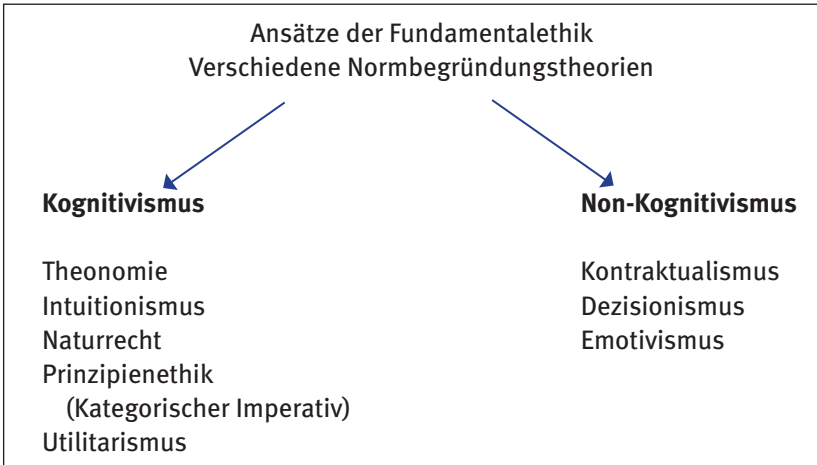 Ansätze der Fundamentalethik
Verschiedene Normbegründungstheorien
Kognitivismus
Theonomie
Intuitionismus
Naturrecht
Prinzipienethik
(Kategorischer Imperativ)
Utilitarismus
Non-Kognitivismus
Kontraktualismus
Dezisionismus
Emotivismus